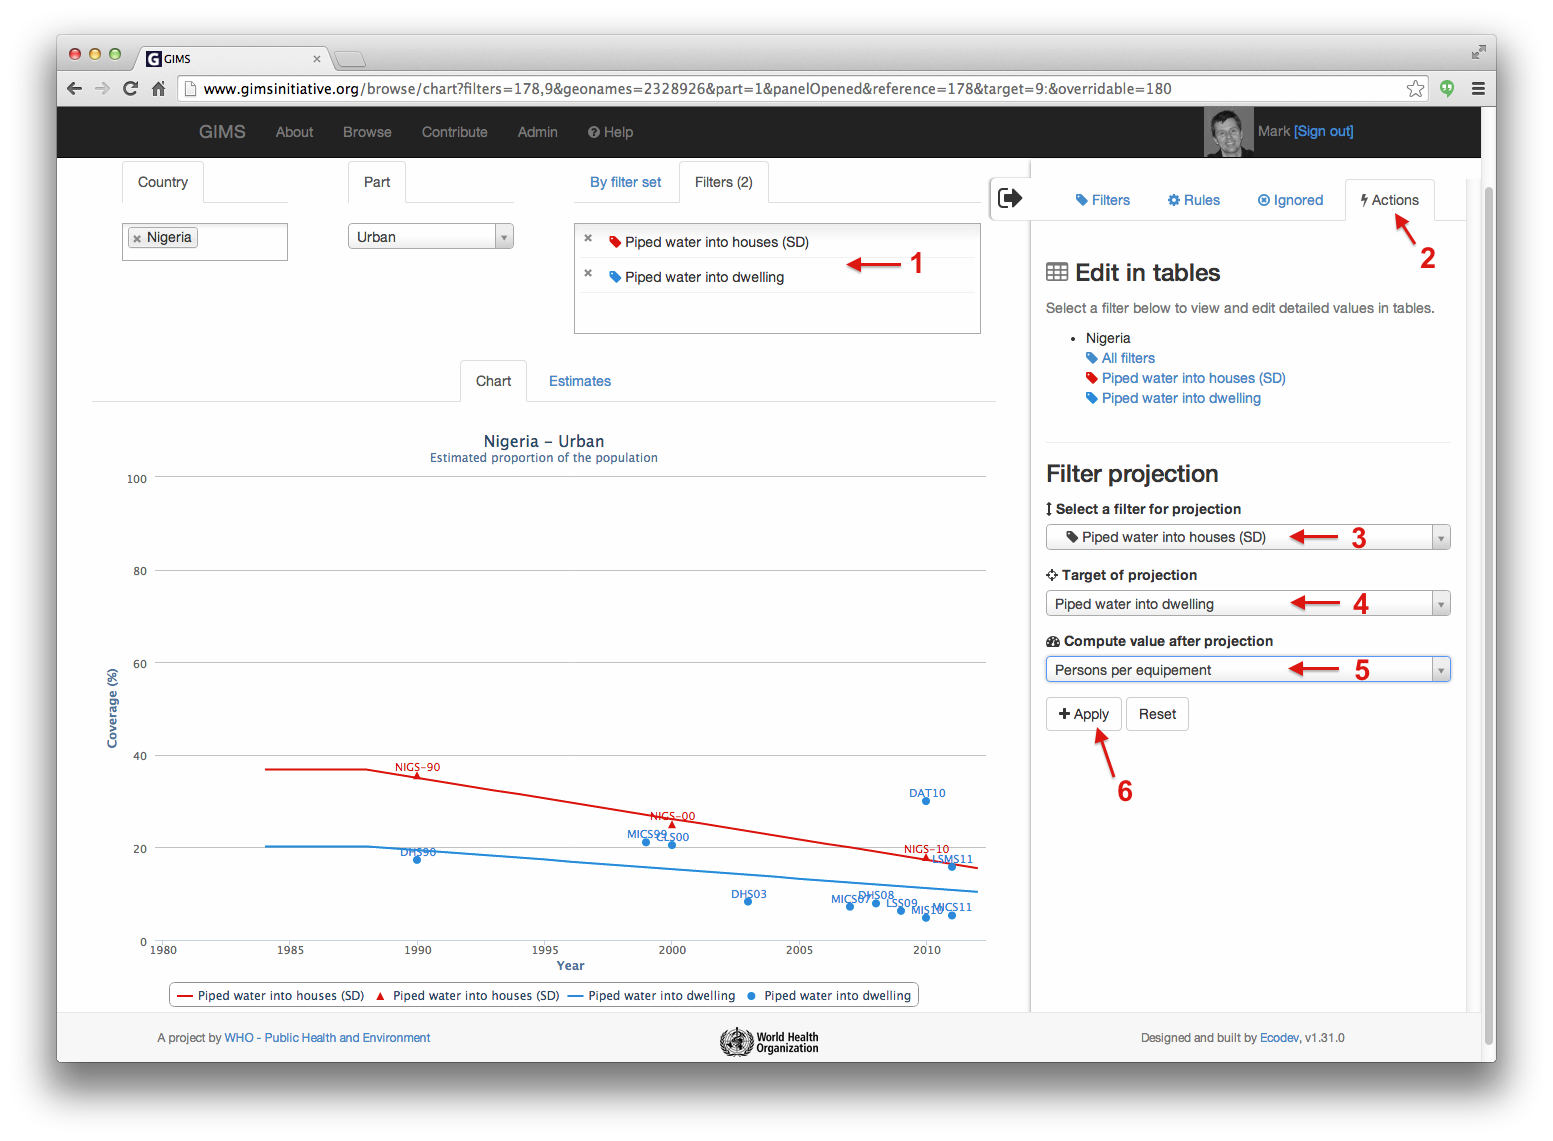 GIMS
www.gimsinitiative.org/browse/chart?filters=178,9&geonames=2328926&part=1&panelOpened&reference=178&target=9:&overridable=180
GIMS About Browse Contribute Admin Help Mark [Sign out]
Country Part By filter set Filters (2)
Nigeria
Urban
Piped water into houses (SD)
Piped water into dwelling
1
Filters Rules Ignored Actions
2
Edit in tables
Select a filter below to view and edit detailed values in tables.
• Nigeria
All filters
Piped water into houses (SD)
Piped water into dwelling
Filter projection
Select a filter for projection
Piped water into houses (SD)
3
Target of projection
Piped water into dwelling
4
Compute value after projection
Persons per equipement
5
+ Apply Reset
6
Chart Estimates
Nigeria – Urban
Estimated proportion of the population
Coverage (%)
100
80
60
40
20
0
NIGS-90
NIGS-00
NIGS-10
DAT10
MICS99
CLS00
DHS90
LSMS11
DHS03
MICS07
DHS08
LSS09
MIS10
MICS11
1980 1985 1990 1995 2000 2005 2010
Year
Piped water into houses (SD) Piped water into houses (SD) Piped water into dwelling Piped water into dwelling
A project by WHO - Public Health and Environment
World Health
Organization
Designed and built by Ecodev, v1.31.0